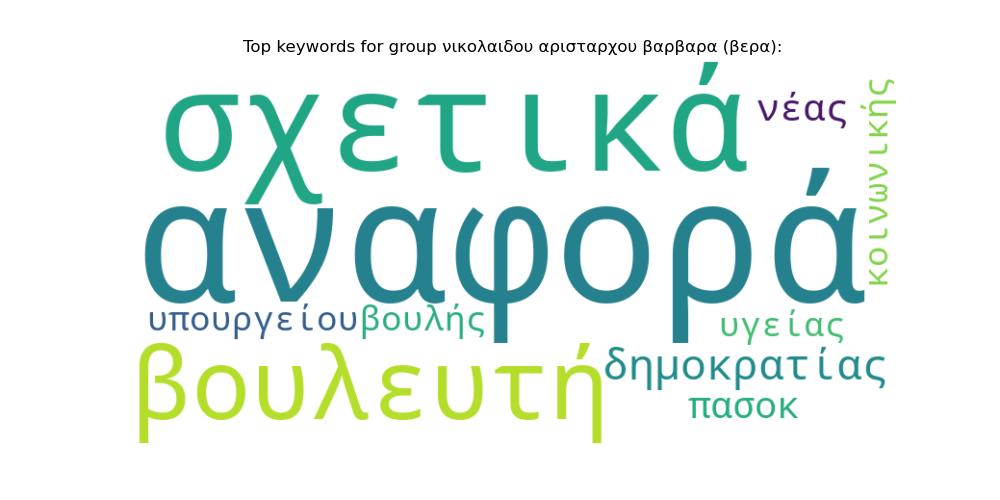 Top keywords for group νικολαιδου αρισταρχου βαρβαρα (βερα):
σχετικά
νέας
κοινωνικής
αναφορά
υπουργείου
βουλής
υγείας
βουλευτή
δημοκρατίας
πασοκ